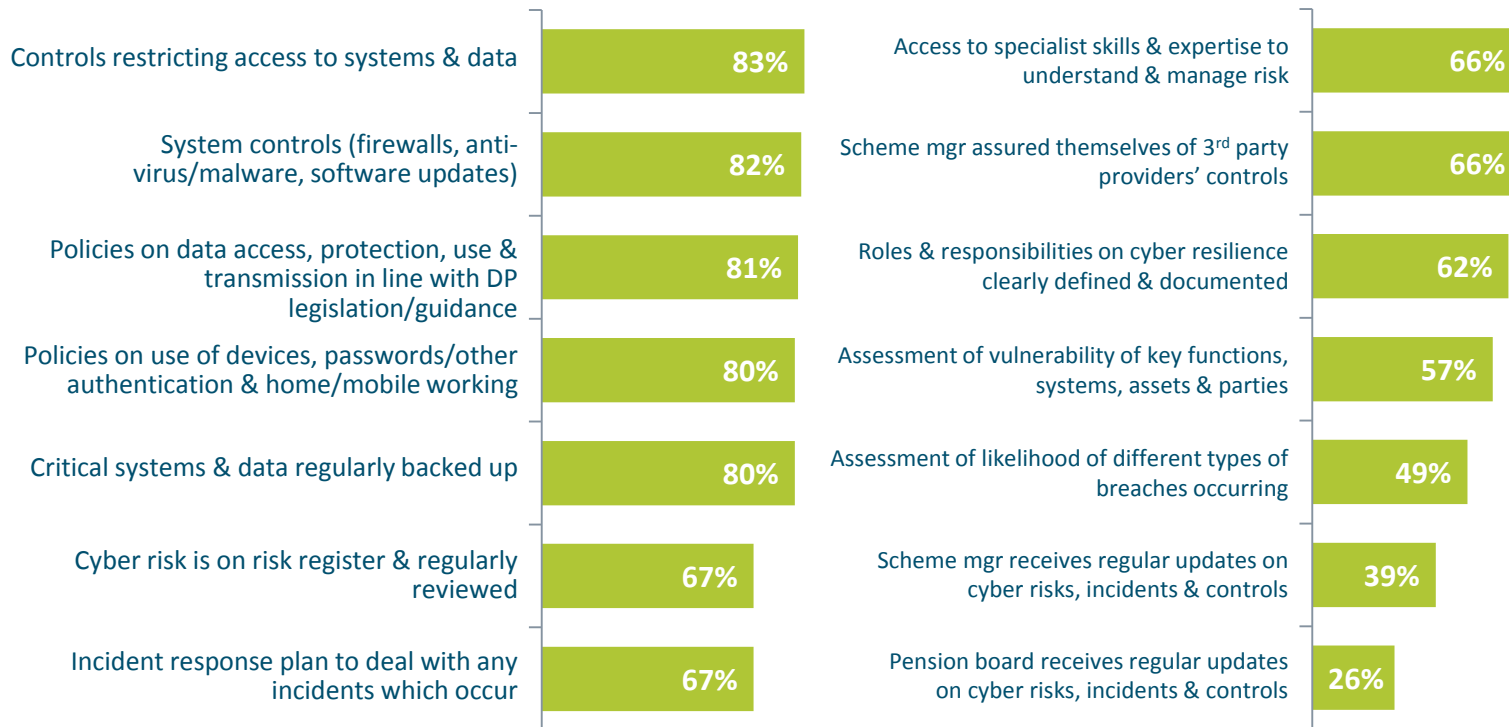 Controls restricting access to systems & data
83%
System controls (firewalls, anti-
virus/malware, software updates)
82%
Policies on data access, protection, use &
transmission in line with DP
legislation/guidance
81%
Policies on use of devices, passwords/other
authentication & home/mobile working
80%
Critical systems & data regularly backed up
80%
Cyber risk is on risk register & regularly
reviewed
67%
Incident response plan to deal with any
incidents which occur
67%
Access to specialist skills & expertise to
understand & manage risk
66%
Scheme mgr assured themselves of 3rd party
providers’ controls
66%
Roles & responsibilities on cyber resilience
clearly defined & documented
62%
Assessment of vulnerability of key functions,
systems, assets & parties
57%
Assessment of likelihood of different types of
breaches occurring
49%
Scheme mgr receives regular updates on
cyber risks, incidents & controls
39%
Pension board receives regular updates
on cyber risks, incidents & controls
26%